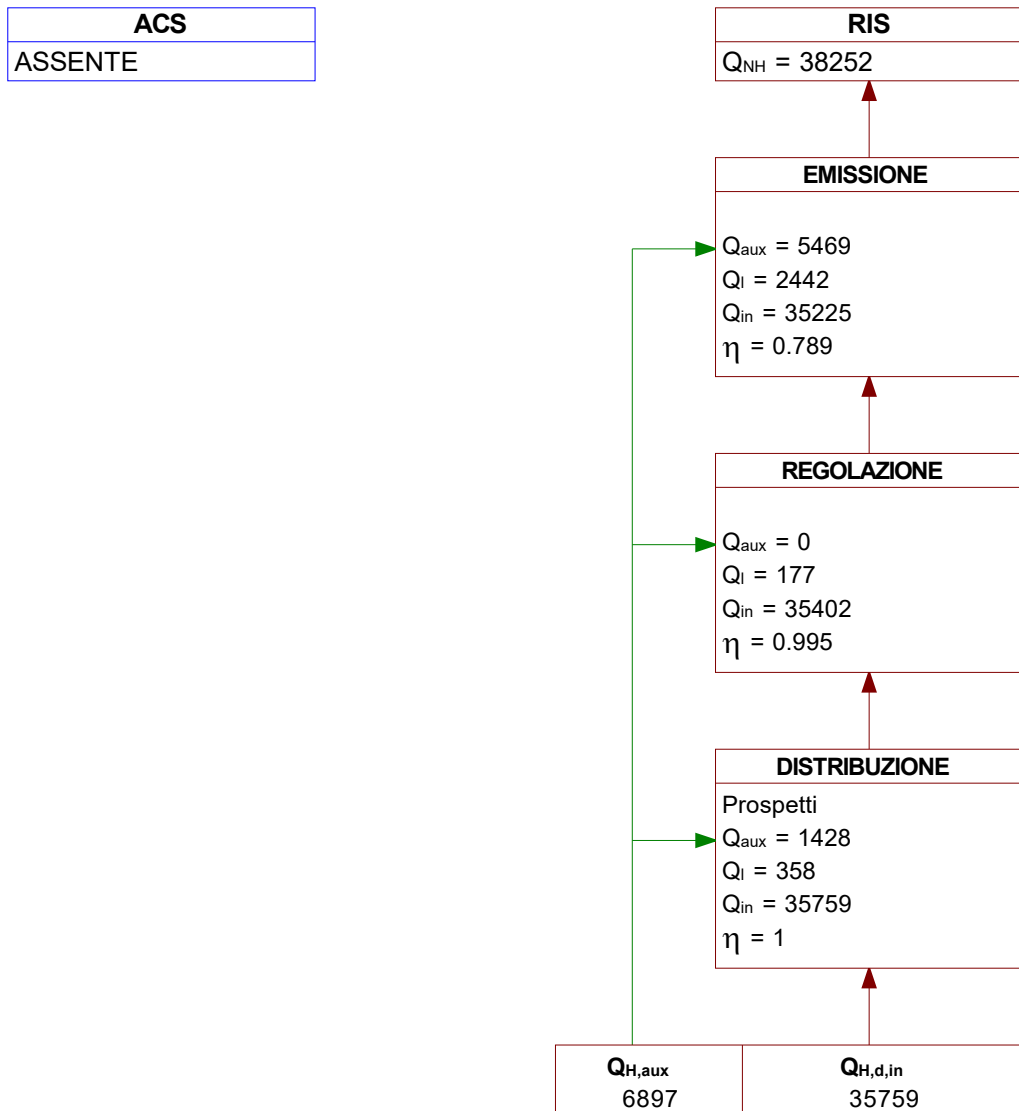 ACS
ASSENTE
RIS
QNH = 38252
EMISSIONE
Qaux = 5469
Ql = 2442
Qin = 35225
η = 0.789
REGOLAZIONE
Qaux = 0
Ql = 177
Qin = 35402
η = 0.995
DISTRIBUZIONE
Prospetti
Qaux = 1428
Ql = 358
Qin = 35759
η = 1
QH,aux
6897
QH,d,in
35759